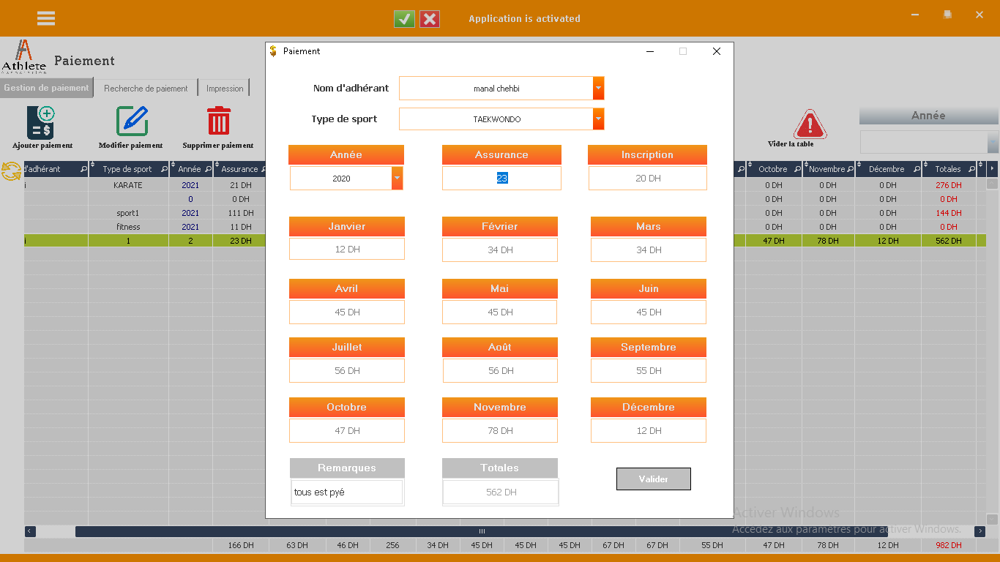 Application is activated
Athlete
Association
Paiement
Gestion de paiement
Recherche de paiement
Impression
Ajouter paiement
Modifier paiement
Supprimer paiement
Vider la table
Année
d'adhérant Type de sport Année Assurance Octobre Novembre Décembre Totales
i KARATE 2021 21 DH 0 DH 0 DH 0 DH 276 DH
0 0 DH 0 DH 0 DH 0 DH 0 DH
sport1 2021 111 DH 0 DH 0 DH 0 DH 144 DH
fitness 2021 11 DH 0 DH 0 DH 0 DH 0 DH
i 1 2 23 DH 47 DH 78 DH 12 DH 562 DH
Paiement
Nom d'adhérant manal chehbi
Type de sport TAEKWONDO
Année Assurance Inscription
2020 23 20 DH
Janvier Février Mars
12 DH 34 DH 34 DH
Avril Mai Juin
45 DH 45 DH 45 DH
Juillet Août Septembre
56 DH 56 DH 55 DH
Octobre Novembre Décembre
47 DH 78 DH 12 DH
Remarques Totales
tous est pyé 562 DH
Valider
Activer Windows
Accédez aux paramètres pour activer Windows.
166 DH 63 DH 46 DH 256 34 DH 45 DH 45 DH 45 DH 67 DH 67 DH 55 DH 47 DH 78 DH 12 DH 982 DH